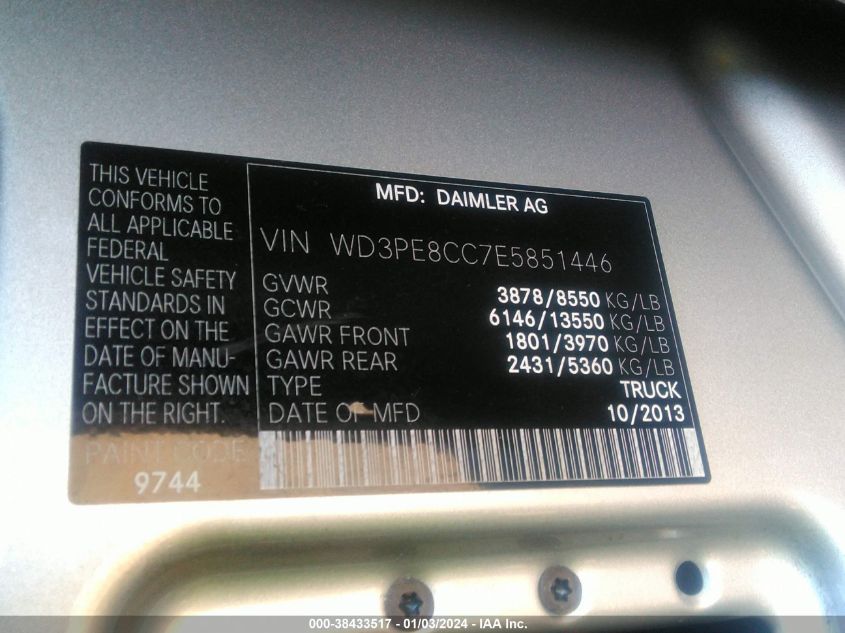 THIS VEHICLE
CONFORMS TO
ALL APPLICABLE
FEDERAL
VEHICLE SAFETY
STANDARDS IN
EFFECT ON THE
DATE OF MANU-
FACTURE SHOWN
ON THE RIGHT.
PAINT CODE
9744
MFD: DAIMLER AG
VIN WD3PE8CC7E5851446
GVWR 3878/8550 KG/LB
GCWR 6146/13550 KG/LB
GAWR FRONT 1801/3970 KG/LB
GAWR REAR 2431/5360 KG/LB
TYPE TRUCK
DATE OF MFD 10/2013
000-38433517 - 01/03/2024 - IAA Inc.